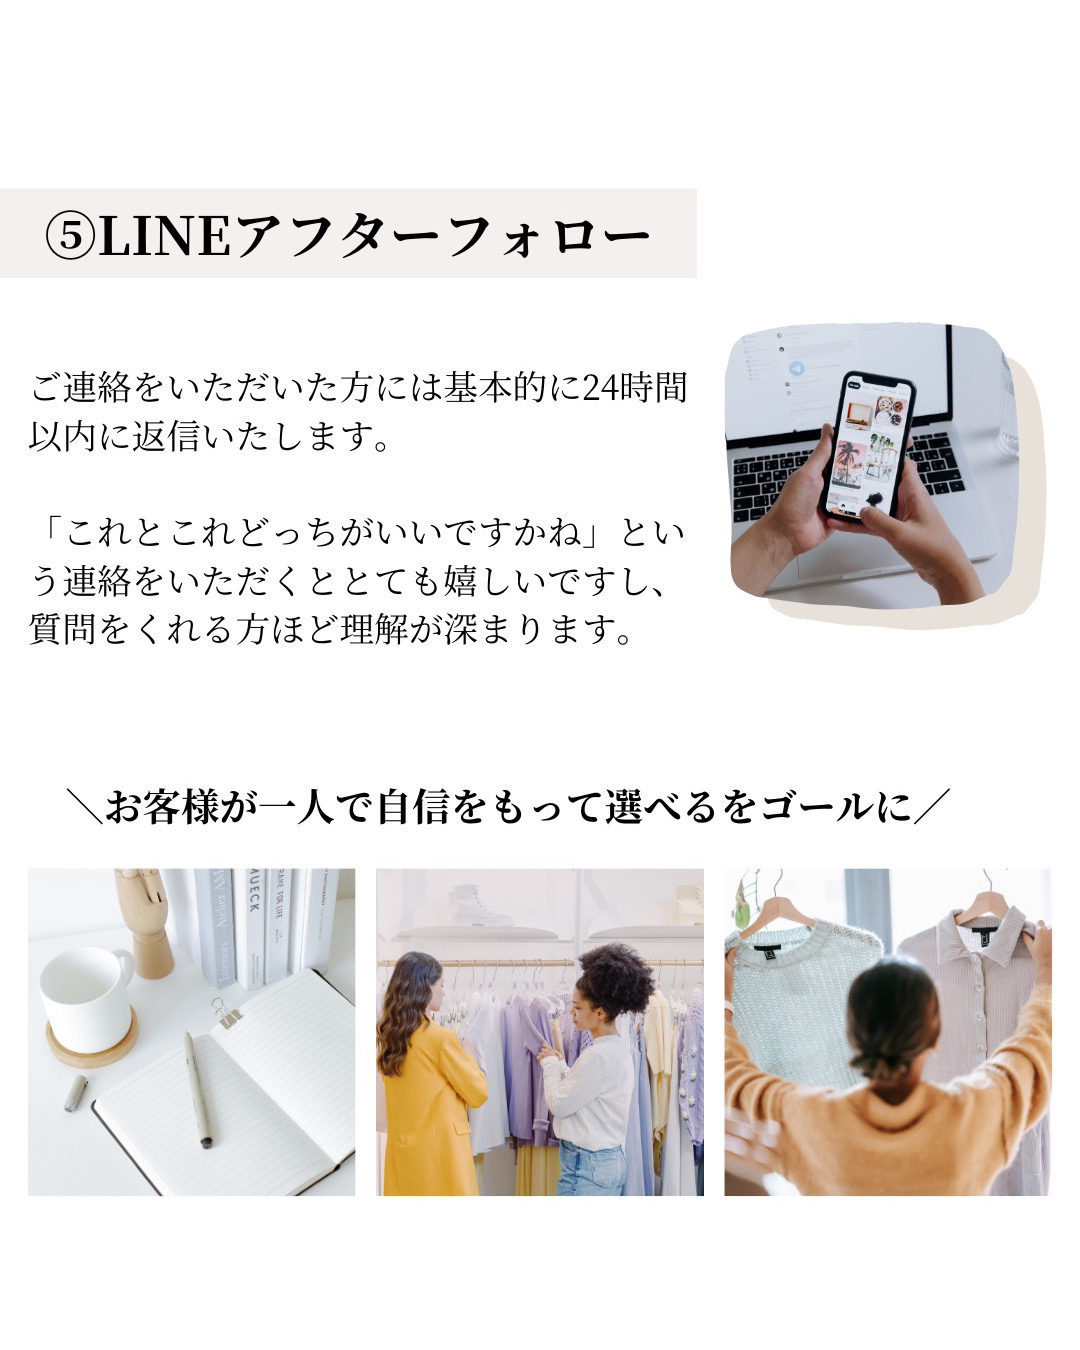 ⑤LINEアフターフォロー
ご連絡をいただいた方には基本的に24時間
以内に返信いたします。
「これとこれどっちがいいですかね」とい
う連絡をいただくととても嬉しいですし、
質問をくれる方ほど理解が深まります。
＼お客様が一人で自信をもって選べるをゴールに／
MUECK
FRAME FOR LIFE
Atelier AM